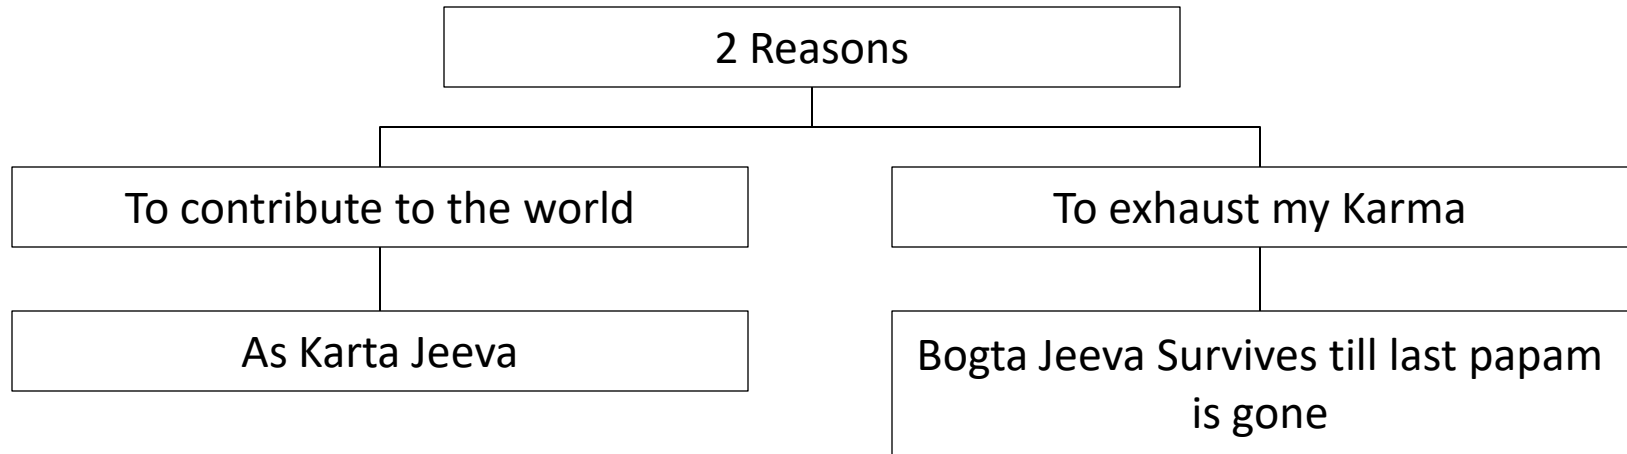 2 Reasons
To contribute to the world
To exhaust my Karma
As Karta Jeeva
Bogta Jeeva Survives till last papam
is gone